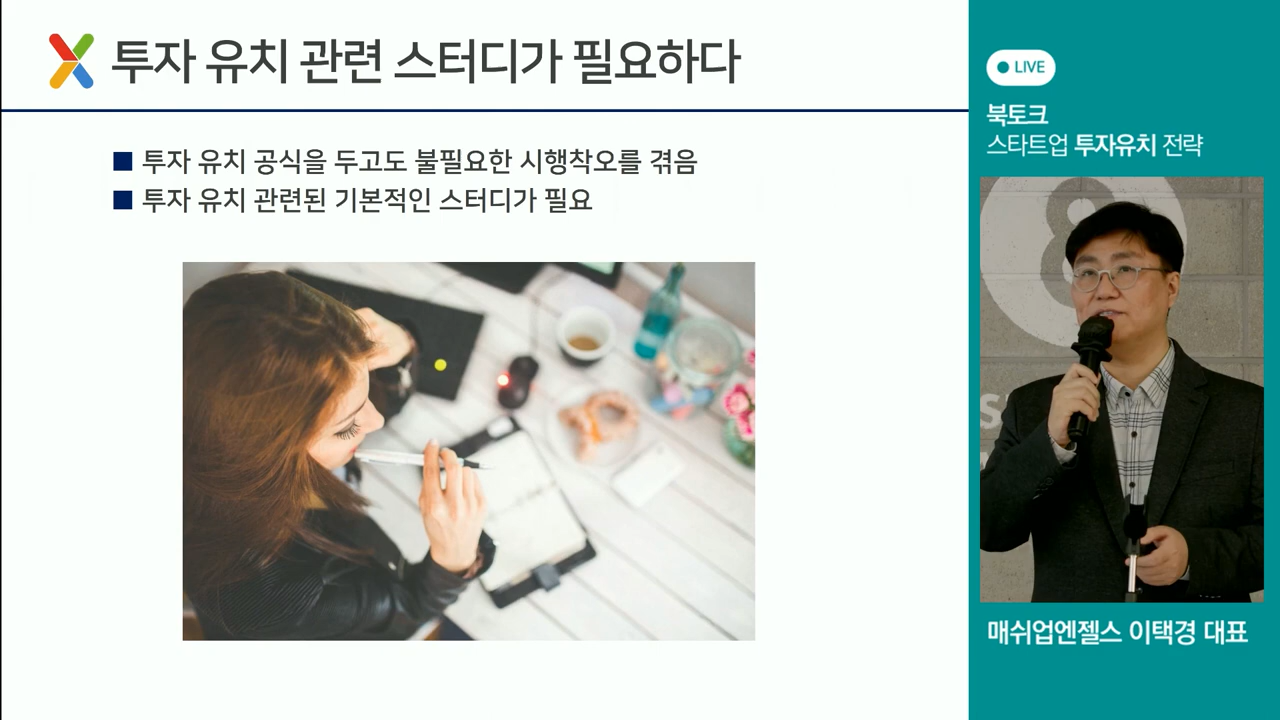 투자 유치 관련 스터디가 필요하다
투자 유치 공식을 두고도 불필요한 시행착오를 겪음
투자 유치 관련된 기본적인 스터디가 필요
LIVE
북토크
스타트업 투자유치 전략
8
매쉬업엔젤스 이택경 대표